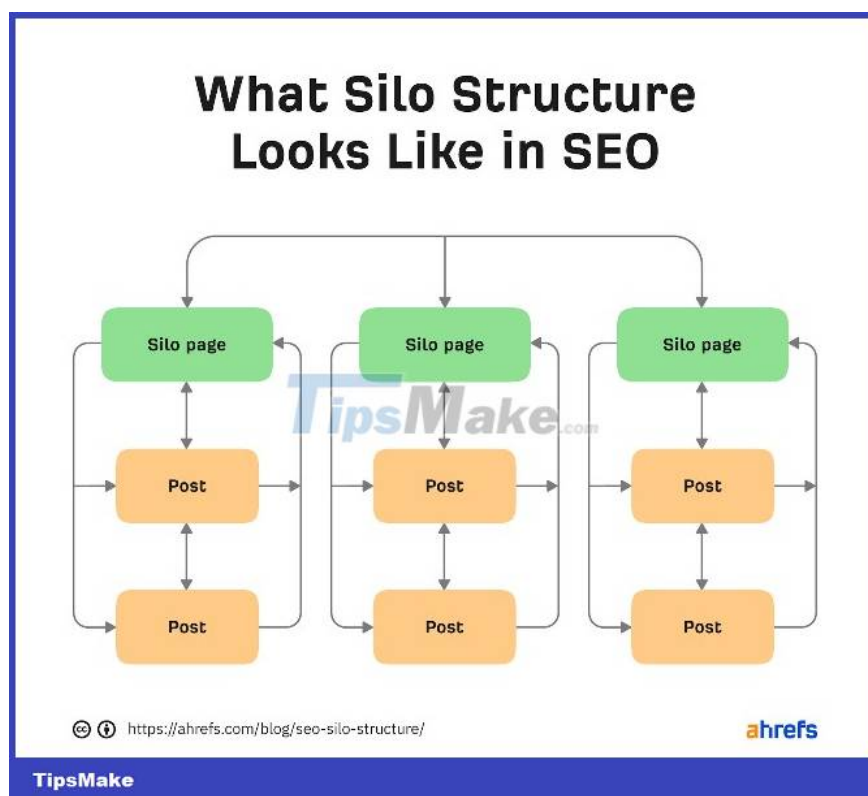 What Silo Structure
Looks Like in SEO
Silo page
Silo page
Silo page
TipsMake.com
Post
Post
Post
Post
Post
Post
https://ahrefs.com/blog/seo-silo-structure/
ahrefs
TipsMake